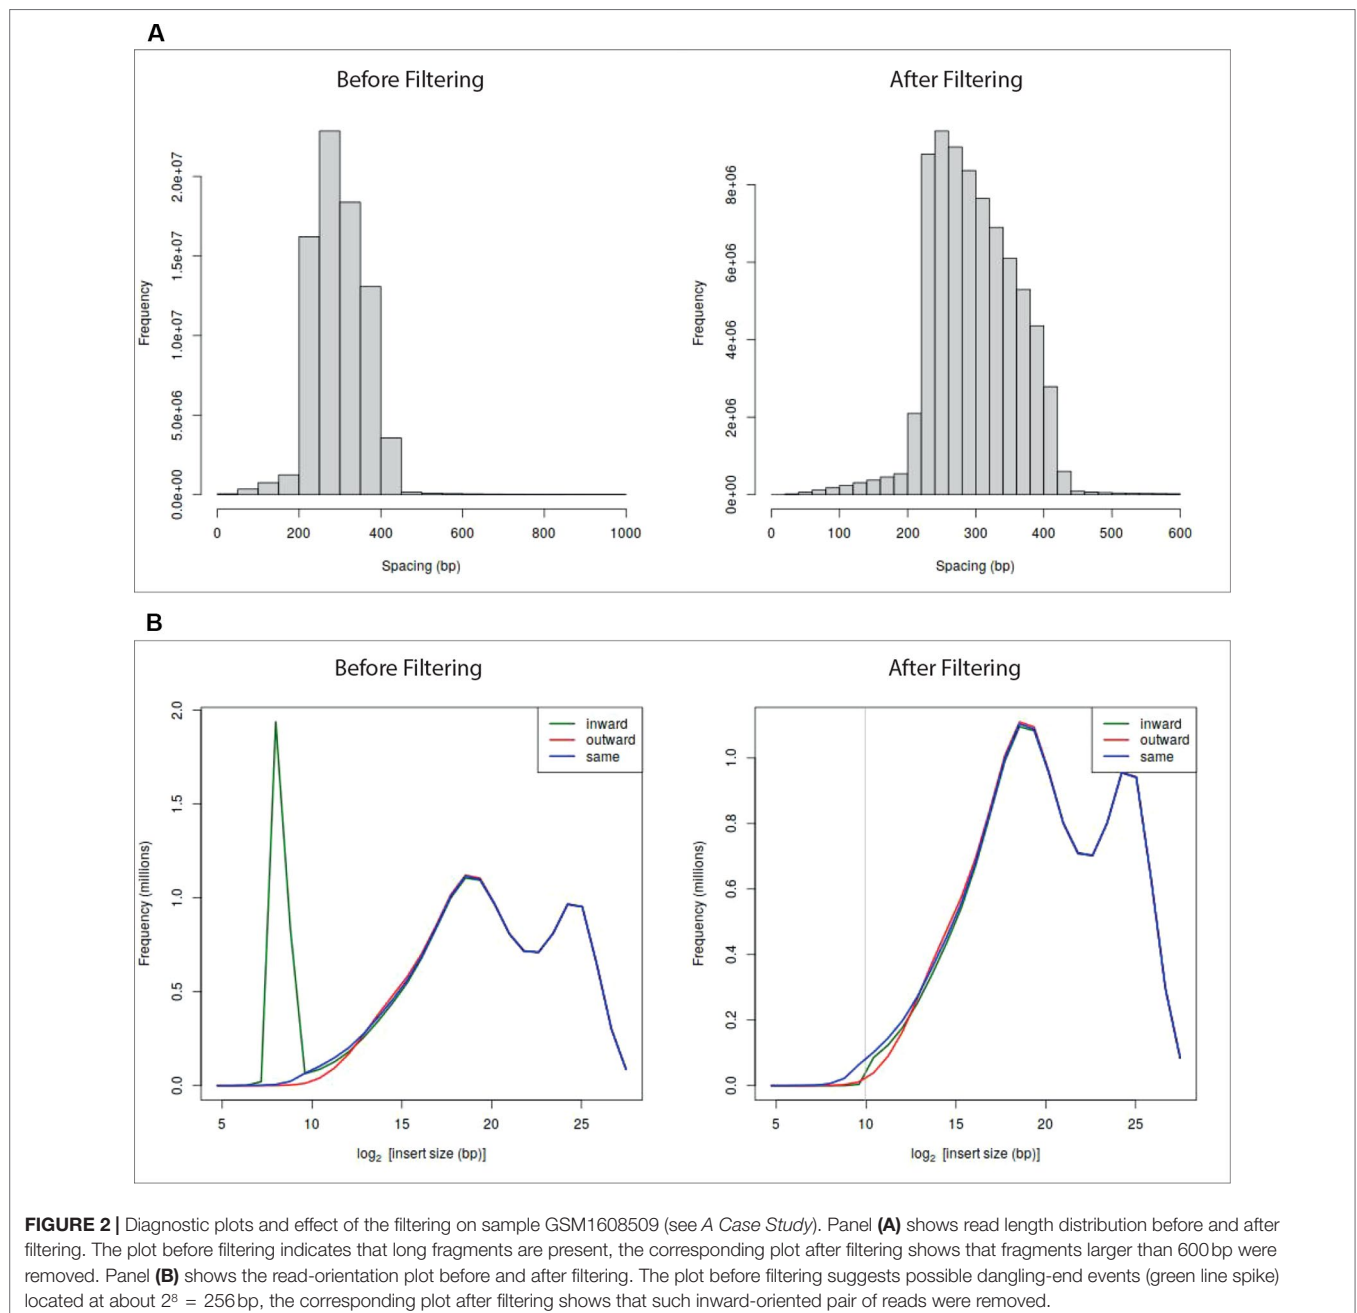 A
Before Filtering
After Filtering
Frequency
0.0e+00
5.0e+06
1.0e+07
1.5e+07
2.0e+07
0
200
400
600
800
1000
Spacing (bp)
Frequency
0e+00
2e+06
4e+06
6e+06
8e+06
0
100
200
300
400
500
600
Spacing (bp)
B
Before Filtering
After Filtering
Frequency (millions)
0.0
0.5
1.0
1.5
2.0
inward
outward
same
5
10
15
20
25
log₂ [insert size (bp)]
Frequency (millions)
0.0
0.2
0.4
0.6
0.8
1.0
inward
outward
same
5
10
15
20
25
log₂ [insert size (bp)]
FIGURE 2 | Diagnostic plots and effect of the filtering on sample GSM1608509 (see A Case Study). Panel (A) shows read length distribution before and after
filtering. The plot before filtering indicates that long fragments are present, the corresponding plot after filtering shows that fragments larger than 600 bp were
removed. Panel (B) shows the read-orientation plot before and after filtering. The plot before filtering suggests possible dangling-end events (green line spike)
located at about 2⁸ = 256 bp, the corresponding plot after filtering shows that such inward-oriented pair of reads were removed.